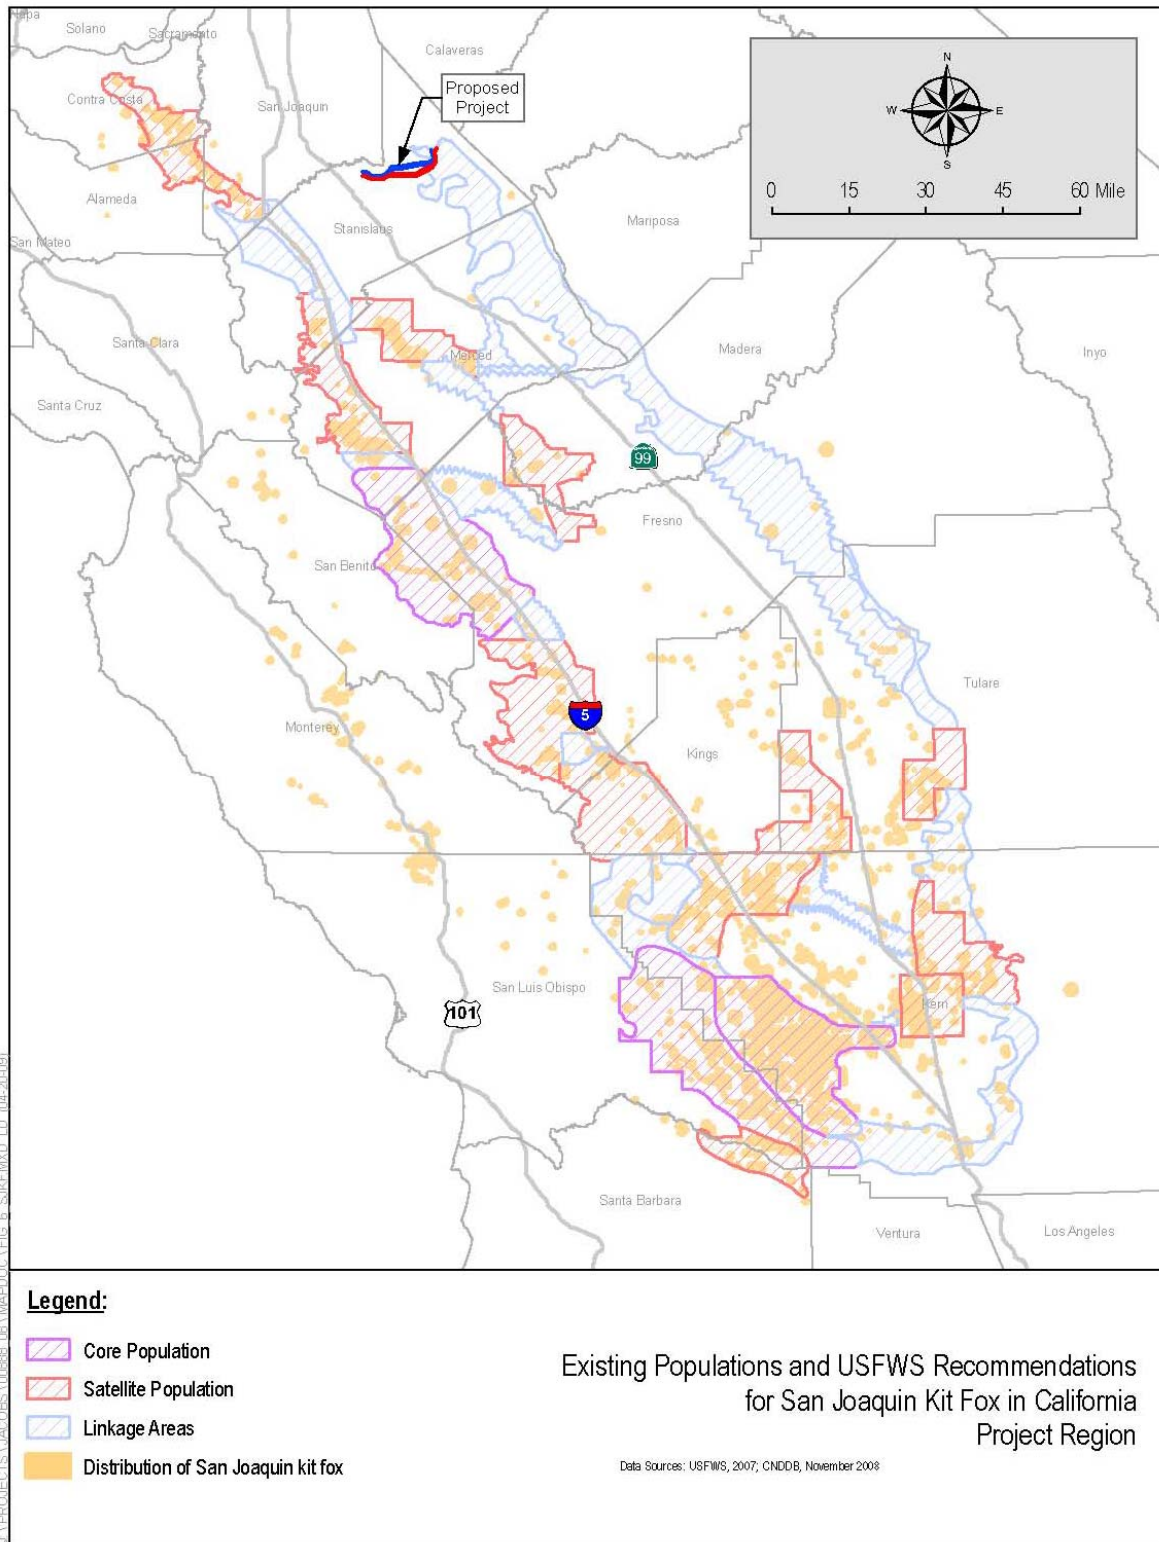 Napa
Solano
Sacramento
Calaveras
Contra Costa
San Joaquin
Proposed
Project
N
W
E
S
0 15 30 45 60 Mile
Alameda
San Mateo
Stanislaus
Mariposa
Santa Clara
Merced
Madera
Inyo
Santa Cruz
99
Fresno
San Benito
Tulare
5
Monterey
Kings
San Luis Obispo
101
Kern
Santa Barbara
Ventura
Los Angeles
Legend:
Core Population
Satellite Population
Linkage Areas
Distribution of San Joaquin kit fox
Existing Populations and USFWS Recommendations
for San Joaquin Kit Fox in California
Project Region
Data Sources: USFWS, 2007; CNDDB, November 2008